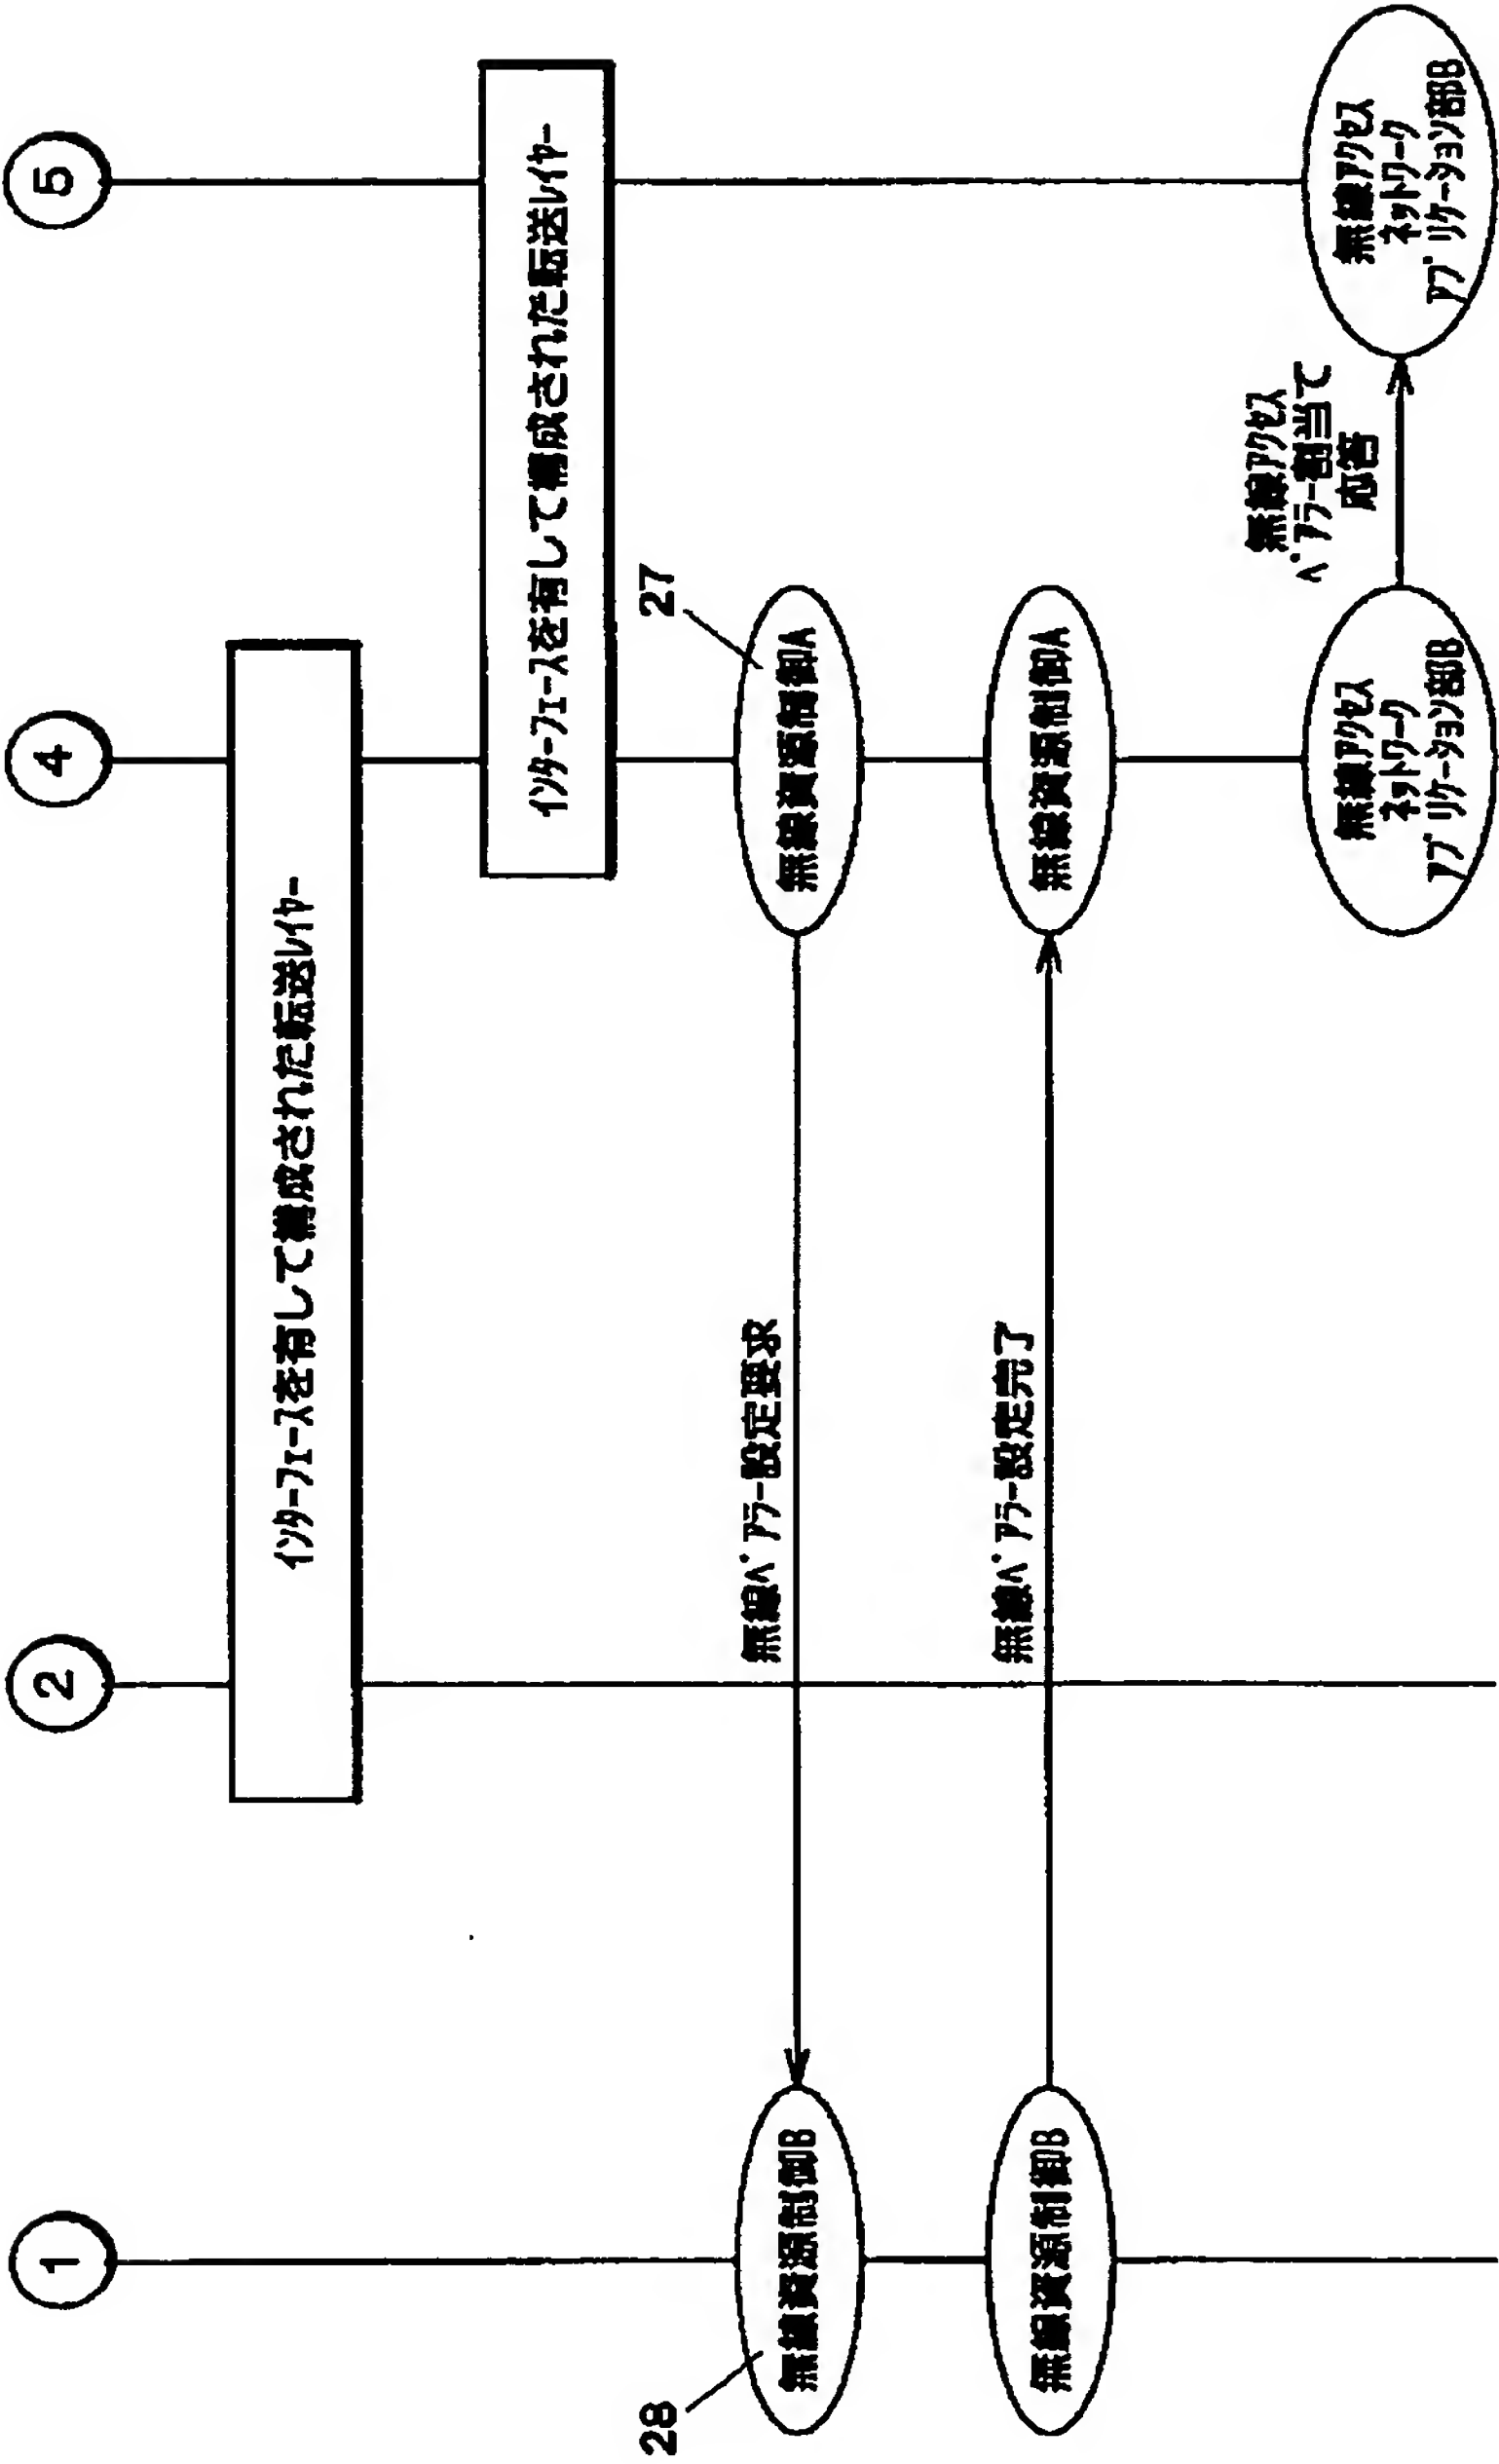 1
2
4
5
インターフェースを有して構成された転送レイヤー
インターフェースを有して構成された転送レイヤー
28
27
無線資源制御B
無線ベアラー設定要求
無線資源制御A
無線資源制御B
無線ベアラー設定完了
無線資源制御A
無線アクセス
ネットワーク
アプリケーション部B
無線アクセス
ベアラー割当て
応答
無線アクセス
ネットワーク
アプリケーション部B